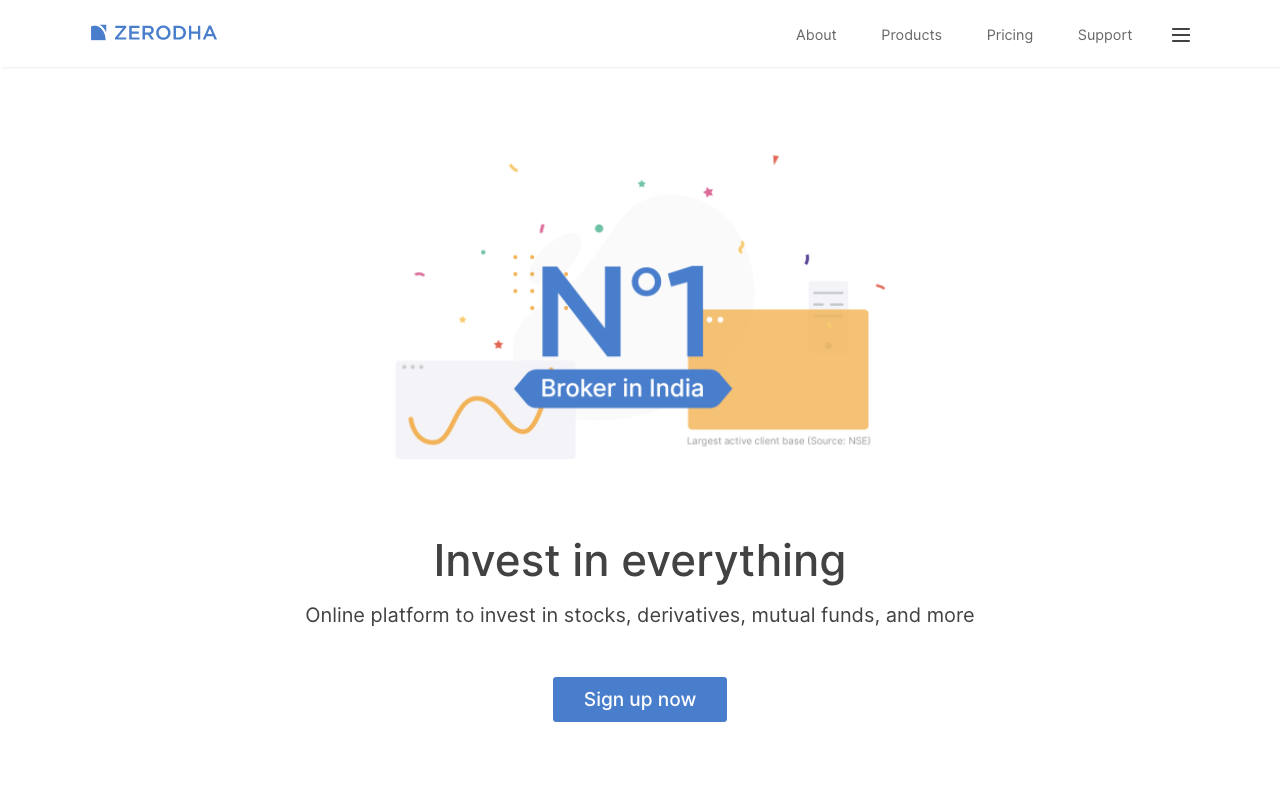 ZERODHA
About
Products
Pricing
Support
N°1
Broker in India
Largest active client base (Source: NSE)
Invest in everything
Online platform to invest in stocks, derivatives, mutual funds, and more
Sign up now